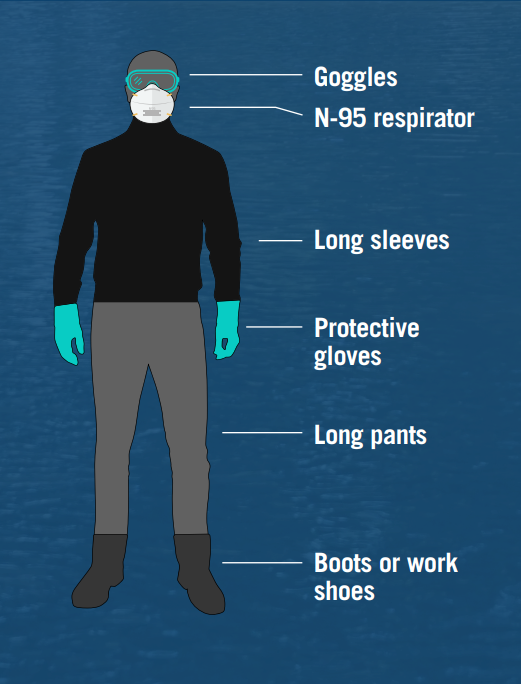 Goggles
N-95 respirator
Long sleeves
Protective
gloves
Long pants
Boots or work
shoes